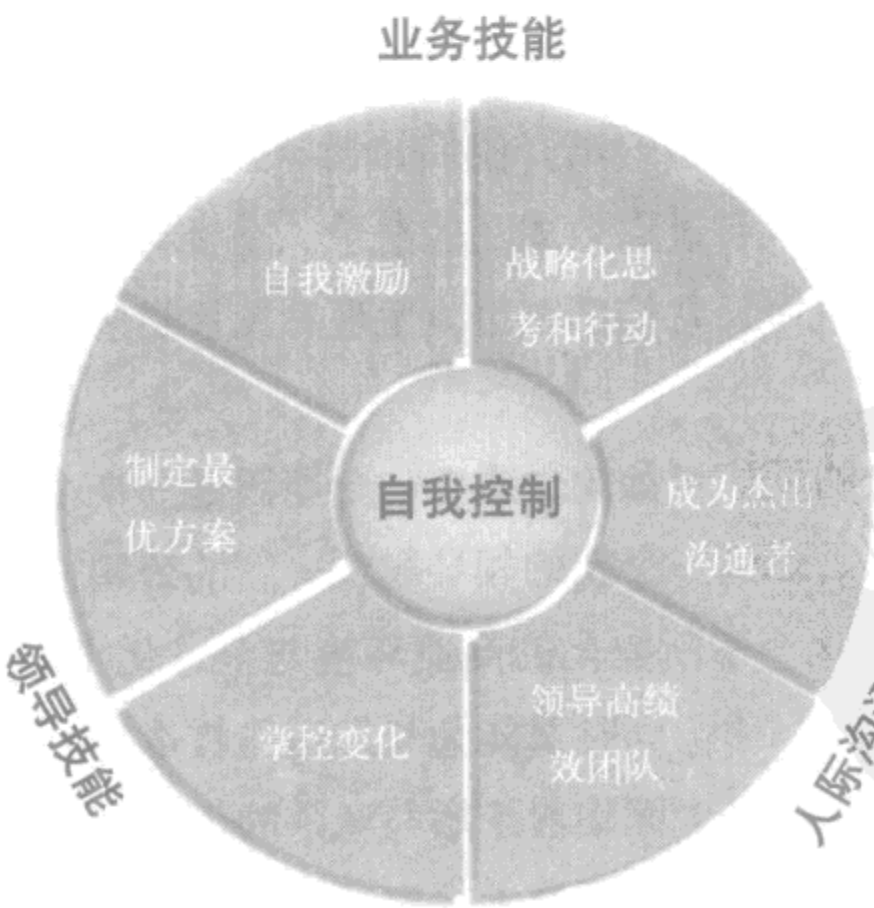 业务技能
自我激励
战略化思
考和行动
制定最
优方案
自我控制
成为杰出
沟通者
领导技能
掌控变化
领导高绩
效团队
人际沟